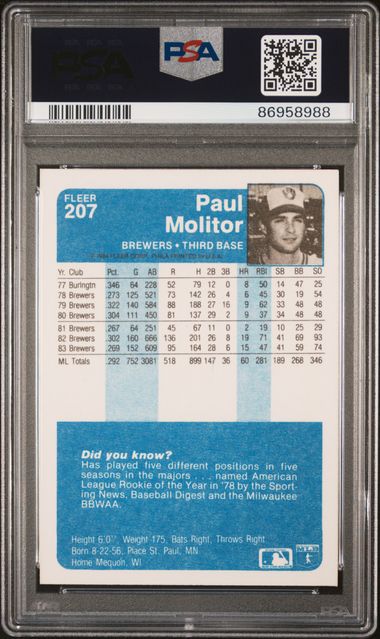 PSA
PSA
86958988
FLEER
207
Paul
Molitor
BREWERS • THIRD BASE
© 1984 FLEER CORP. PHILA PRINTED IN U.S.A.
Yr. Club Pct. G AB R H 2B 3B HR RBI SB BB SO
77 Burlngtn .346 64 228 52 79 12 0 8 50 14 47 25
78 Brewers .273 125 521 73 142 26 4 6 45 30 19 54
79 Brewers .322 140 584 88 188 27 16 9 62 33 48 48
80 Brewers .304 111 450 81 137 29 2 9 37 34 48 48
81 Brewers .267 64 251 45 67 11 0 2 19 10 25 29
82 Brewers .302 160 666 136 201 26 8 19 71 41 69 93
83 Brewers .269 152 609 95 164 28 6 15 47 41 59 74
ML Totals .292 752 3081 518 899 147 36 60 281 189 268 346
Did you know?
Has played five different positions in five
seasons in the majors . . . named American
League Rookie of the Year in '78 by the Sport-
ing News, Baseball Digest and the Milwaukee
BBWAA.
Height 6:0", Weight 175, Bats Right, Throws Right
Born 8-22-56, Place St. Paul, MN
Home Mequon, WI